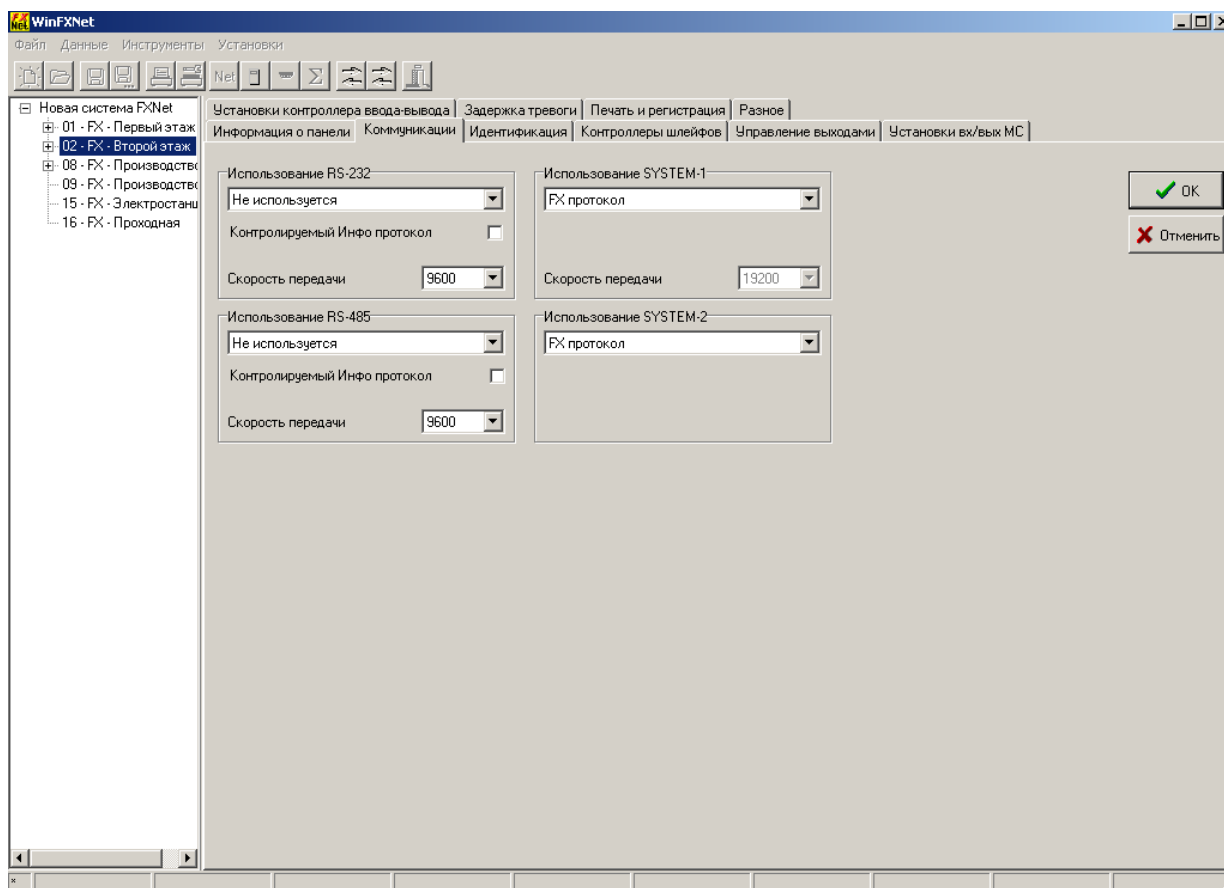 WinFXNet
Файл Данные Инструменты Установки
Net Σ
Новая система FXNet
01 - FX - Первый этаж
02 - FX - Второй этаж
08 - FX - Производство
09 - FX - Производство
15 - FX - Электростанц
16 - FX - Проходная
Установки контроллера ввода-вывода Задержка тревоги Печать и регистрация Разное
Информация о панели Коммуникации Идентификация Контроллеры шлейфов Управление выходами Установки вх/вых МС
Использование RS-232
Не используется
Контролируемый Инфо протокол
Скорость передачи 9600
Использование SYSTEM-1
FX протокол
Скорость передачи 19200
Использование RS-485
Не используется
Контролируемый Инфо протокол
Скорость передачи 9600
Использование SYSTEM-2
FX протокол
OK
Отменить